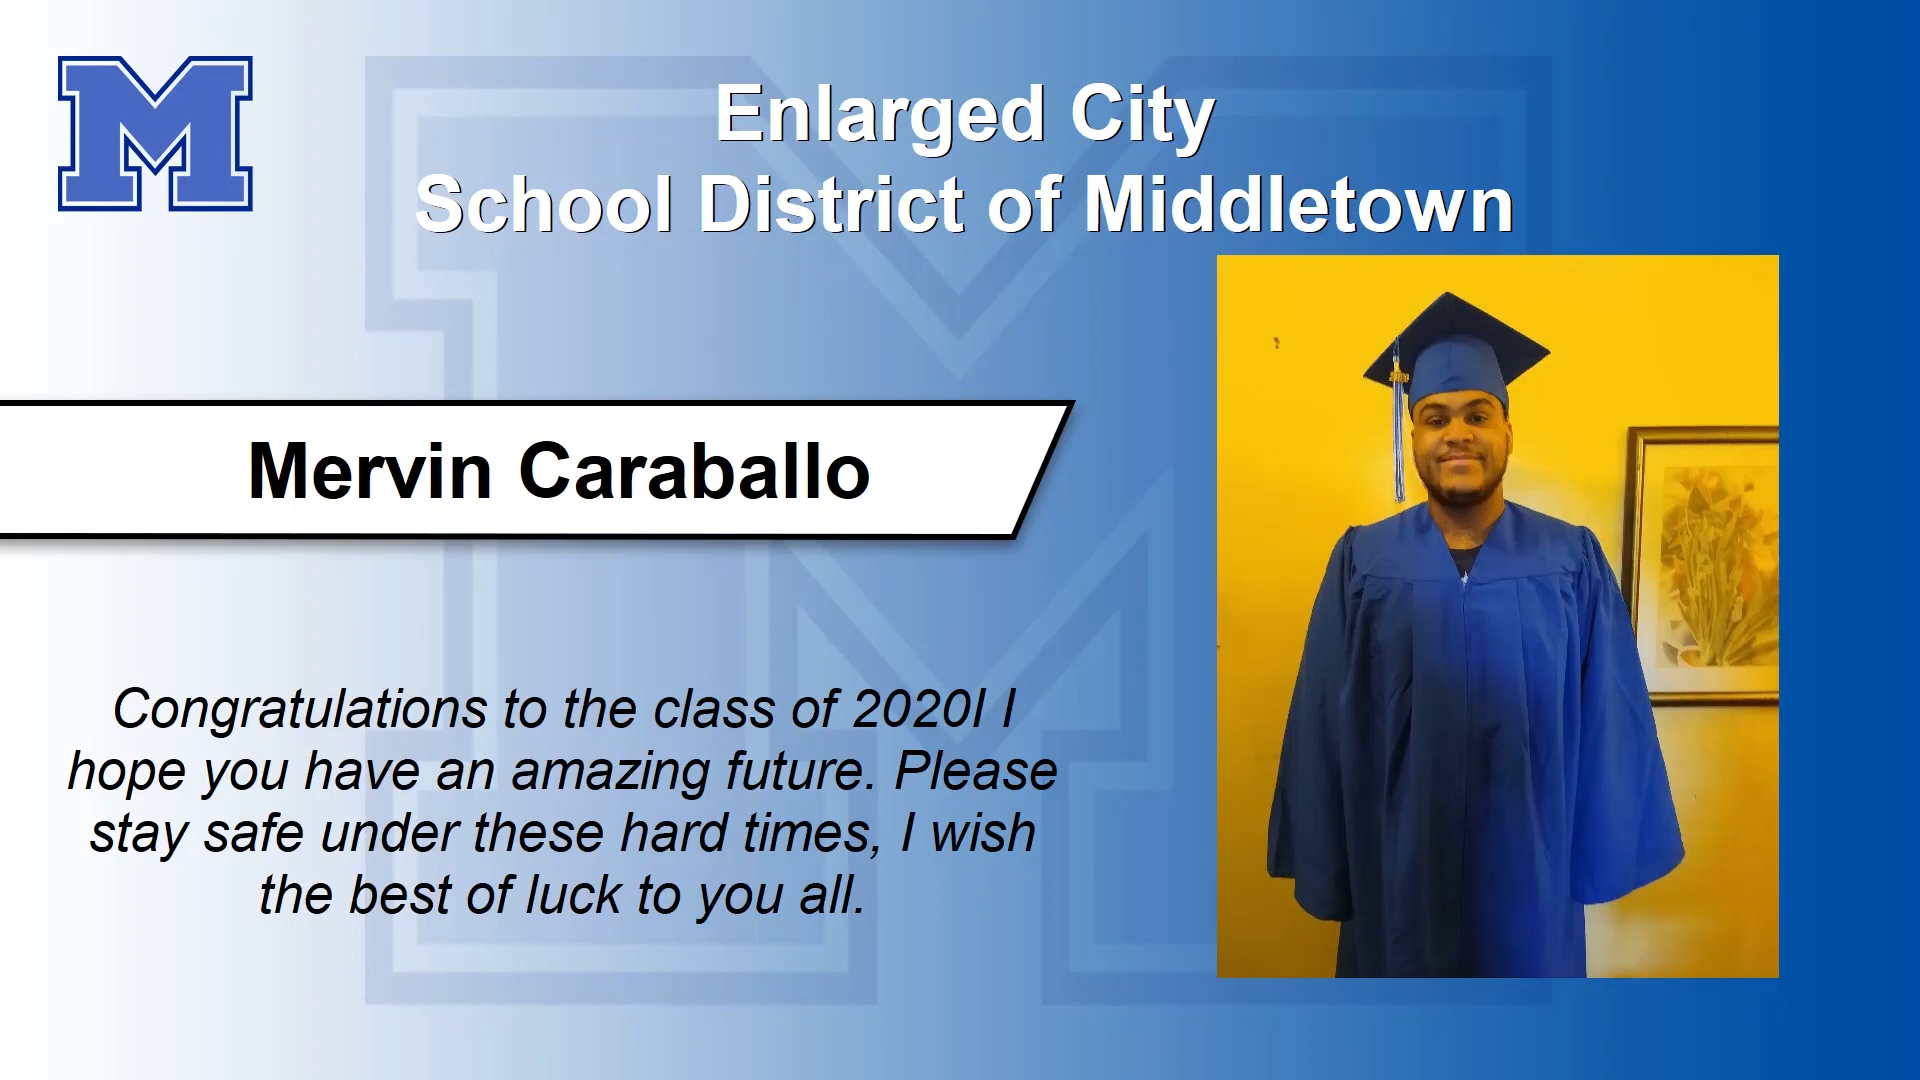 M
Enlarged City
School District of Middletown
Mervin Caraballo
Congratulations to the class of 2020I I
hope you have an amazing future. Please
stay safe under these hard times, I wish
the best of luck to you all.